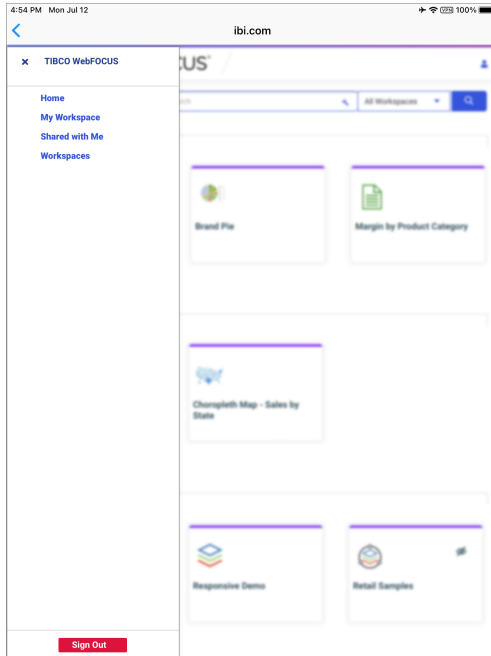 4:54 PM Mon Jul 12
VPN 100%
ibi.com
× TIBCO WebFOCUS
CUS
Home
My Workspace
Shared with Me
Workspaces
All Workspaces
Brand Pie
Margin by Product Category
Choropleth Map - Sales by
State
Responsive Demo
Retail Samples
Sign Out